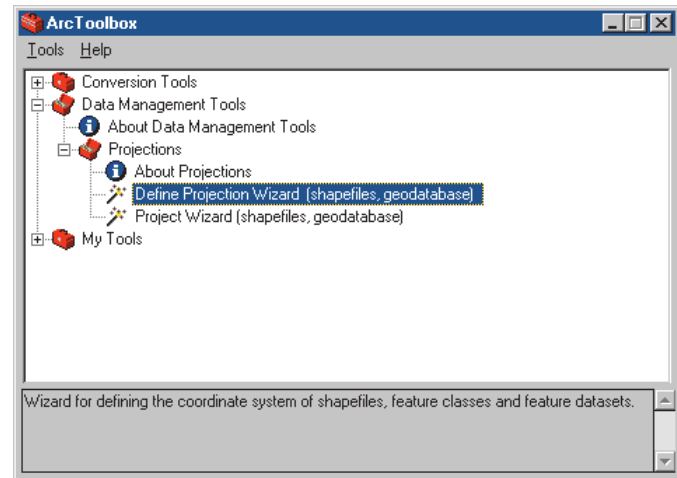 ArcToolbox
Tools Help
Conversion Tools
Data Management Tools
About Data Management Tools
Projections
About Projections
Define Projection Wizard (shapefiles, geodatabase)
Project Wizard (shapefiles, geodatabase)
My Tools
Wizard for defining the coordinate system of shapefiles, feature classes and feature datasets.